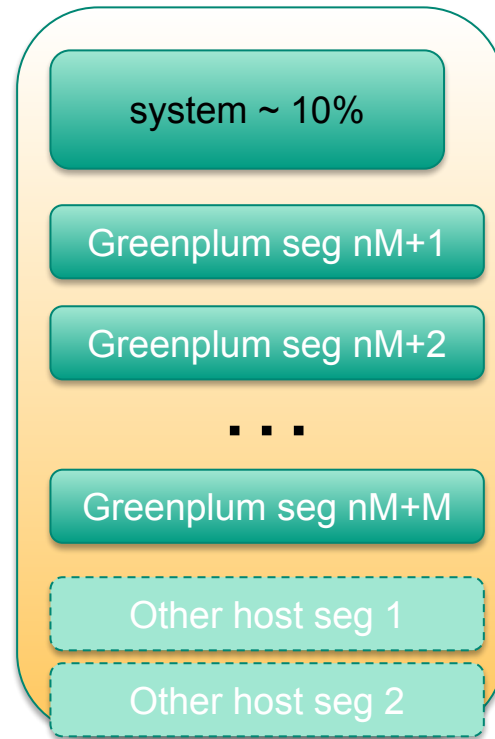 system ~ 10%
Greenplum seg nM+1
Greenplum seg nM+2
...
Greenplum seg nM+M
Other host seg 1
Other host seg 2